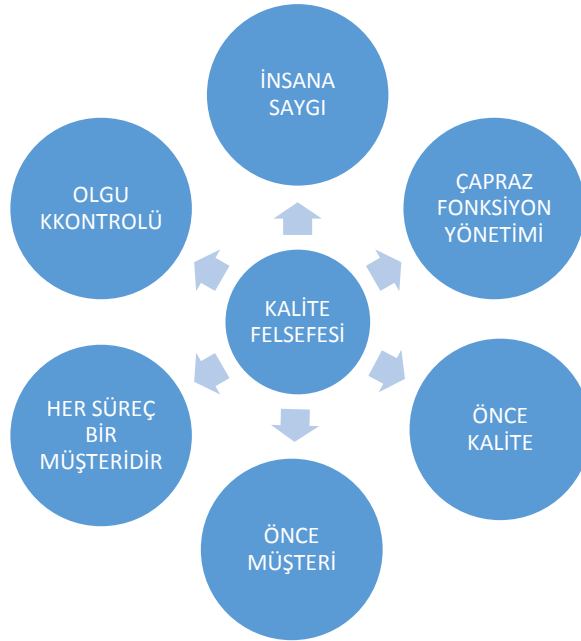 İNSANA
SAYGI
ÇAPRAZ
FONKSİYON
YÖNETİMİ
ÖNCE
KALİTE
ÖNCE
MÜŞTERİ
HER SÜREÇ
BİR
MÜŞTERİDİR
OLGU
KKONTROLÜ
KALİTE
FELSEFESİ